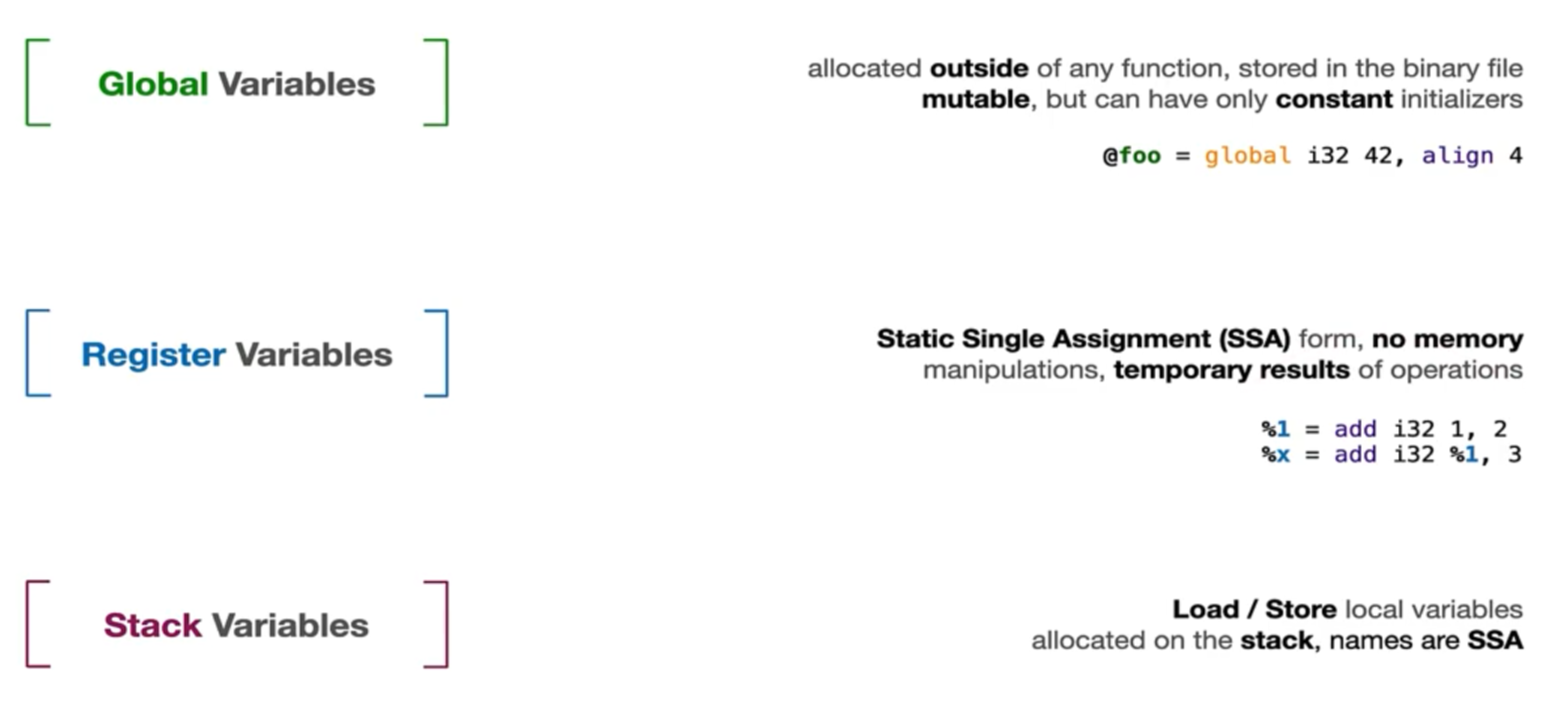 Global Variables
allocated outside of any function, stored in the binary file
mutable, but can have only constant initializers
@foo = global i32 42, align 4
Register Variables
Static Single Assignment (SSA) form, no memory
manipulations, temporary results of operations
%1 = add i32 1, 2
%x = add i32 %1, 3
Stack Variables
Load / Store local variables
allocated on the stack, names are SSA